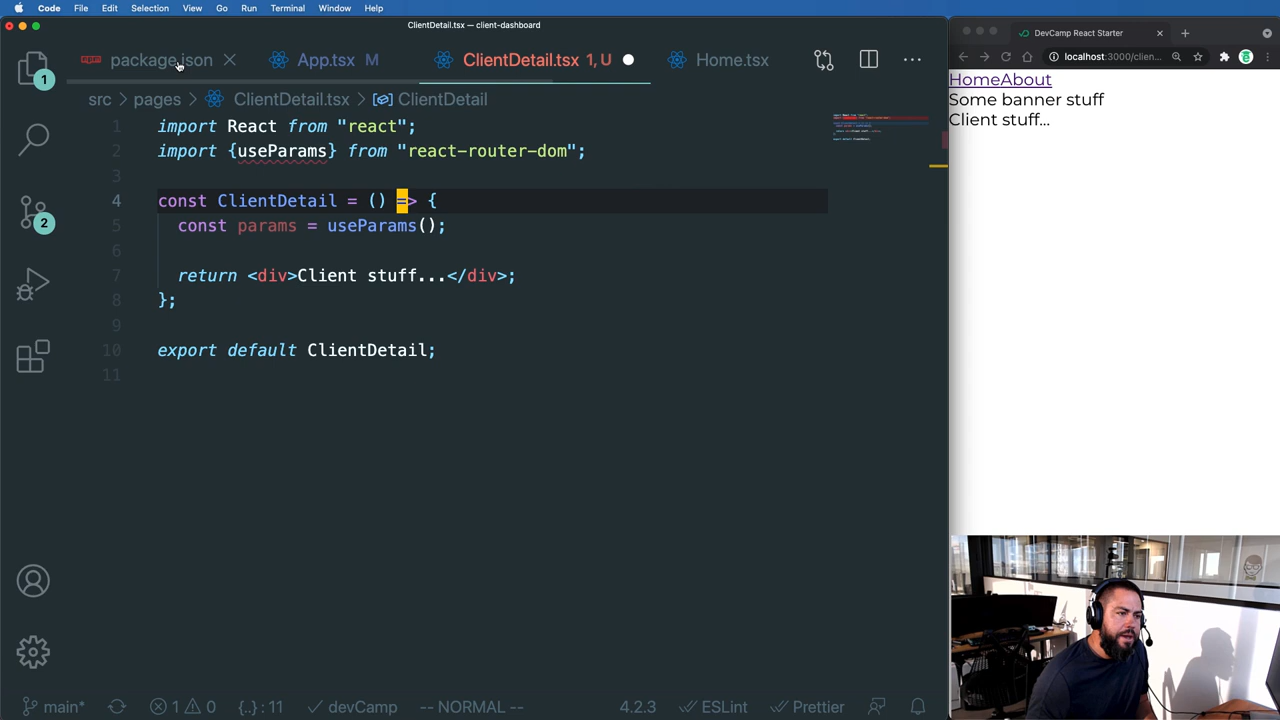 Code File Edit Selection View Go Run Terminal Window Help
ClientDetail.tsx — client-dashboard
package.json App.tsx M ClientDetail.tsx 1, U Home.tsx
src > pages > ClientDetail.tsx > ClientDetail
1 import React from "react";
2 import {useParams} from "react-router-dom";
3
4 const ClientDetail = () => {
5 const params = useParams();
6
7 return <div>Client stuff...</div>;
8 };
9
10 export default ClientDetail;
11
1
2
main* 1 0 {..} : 11 devCamp -- NORMAL -- 4.2.3 ESLint Prettier
DevCamp React Starter
localhost:3000/clien...
HomeAbout
Some banner stuff
Client stuff...